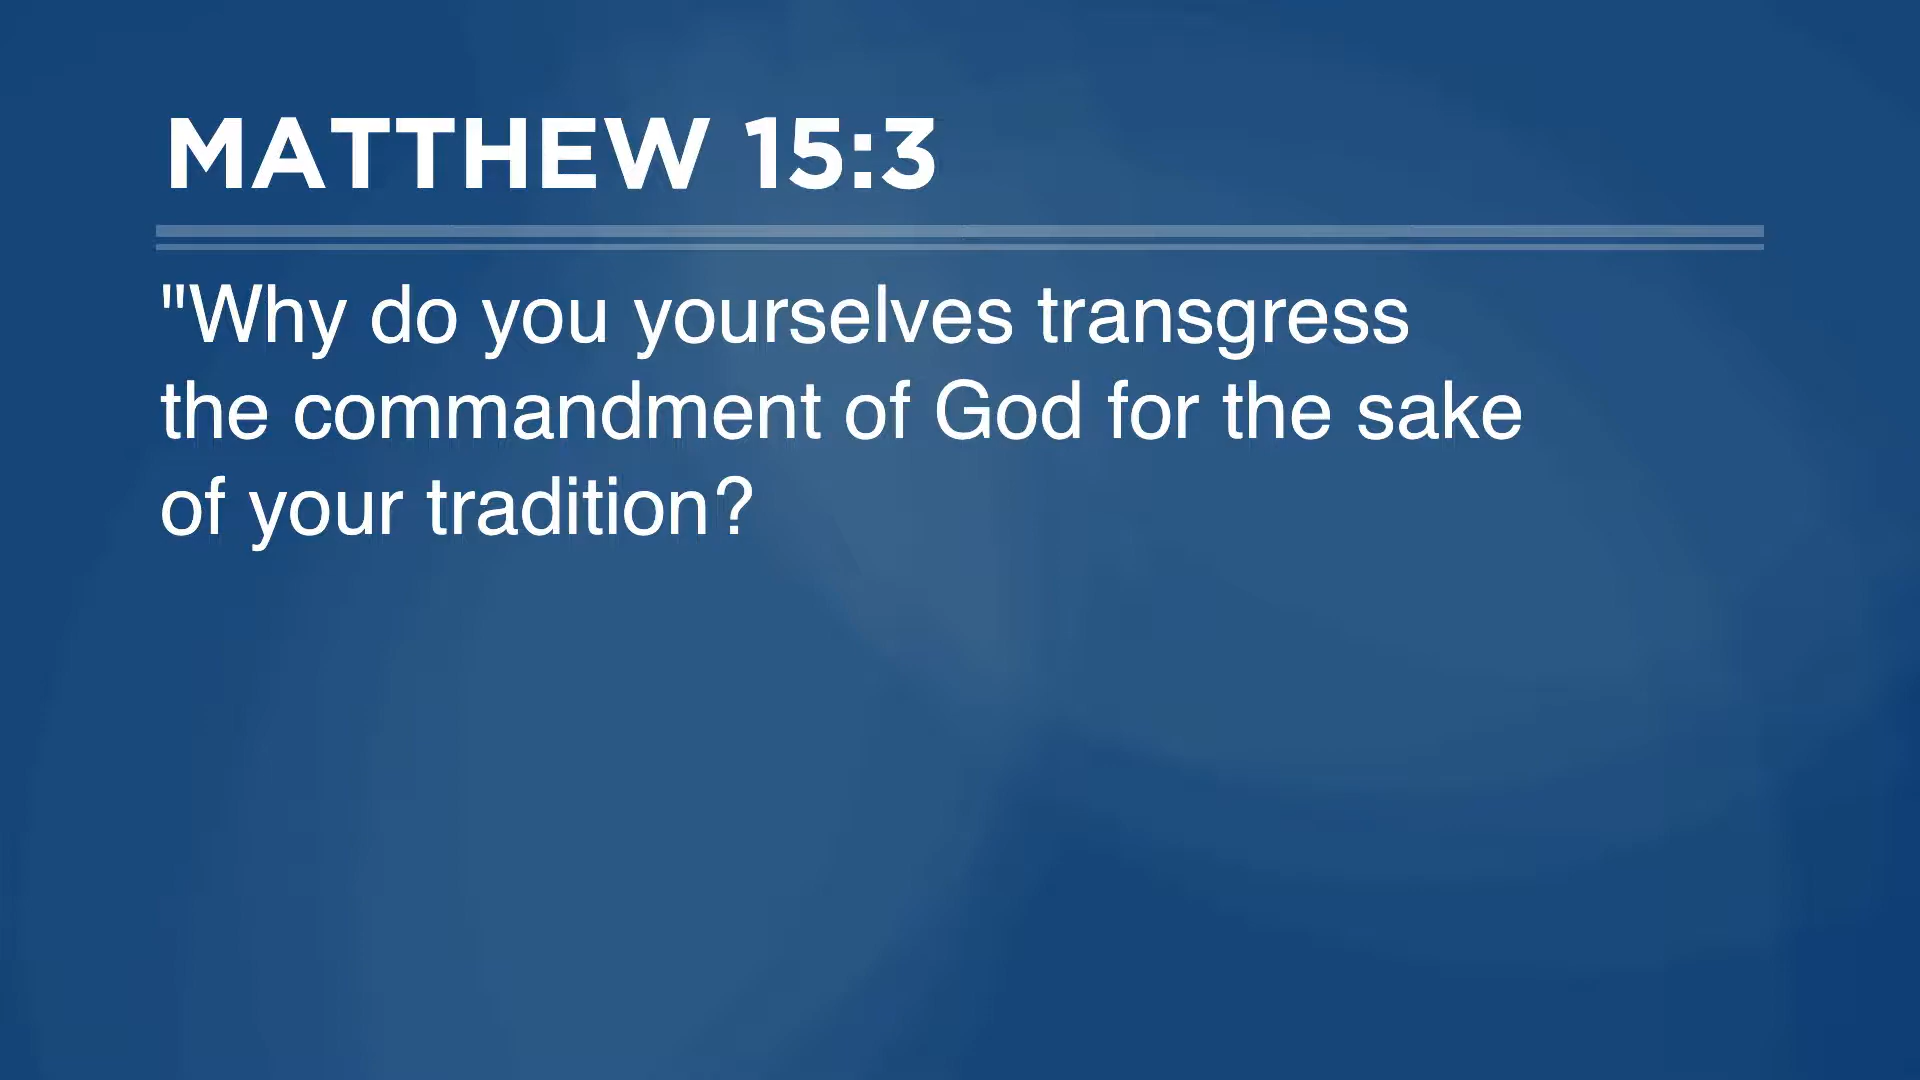 MATTHEW 15:3
"Why do you yourselves transgress
the commandment of God for the sake
of your tradition?